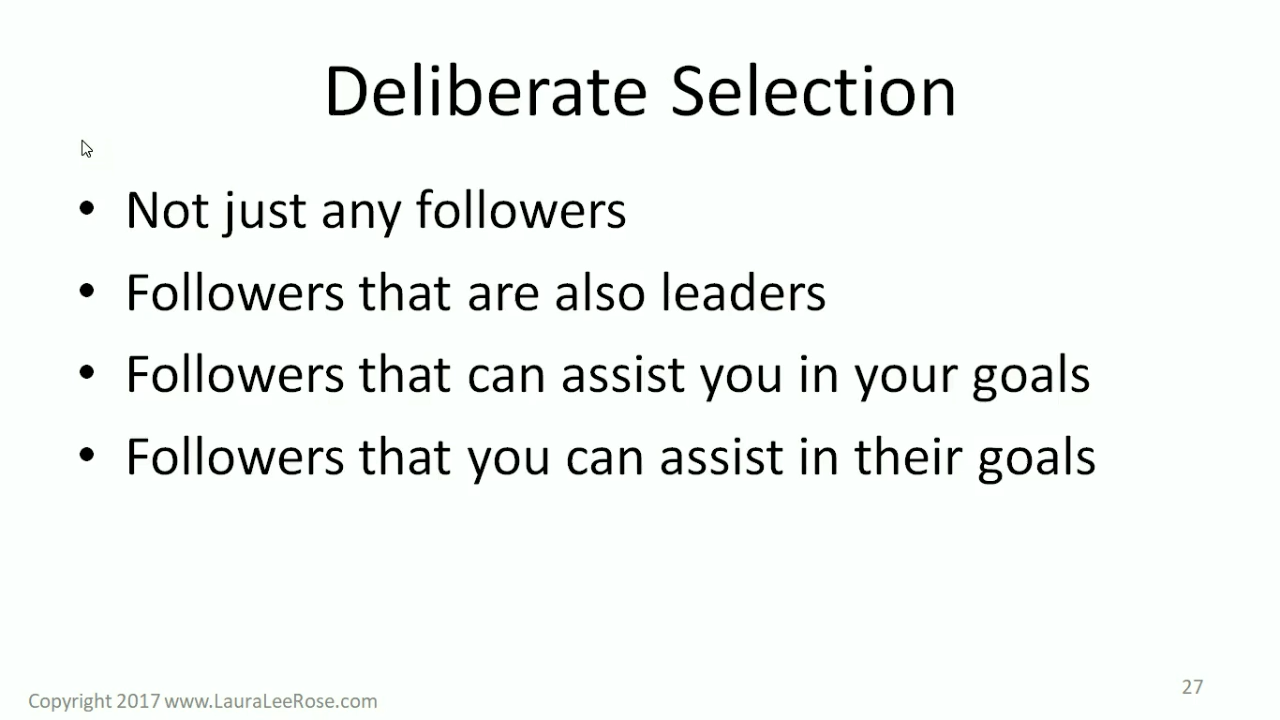 Deliberate Selection
• Not just any followers
• Followers that are also leaders
• Followers that can assist you in your goals
• Followers that you can assist in their goals
27
Copyright 2017 www.LauraLeeRose.com